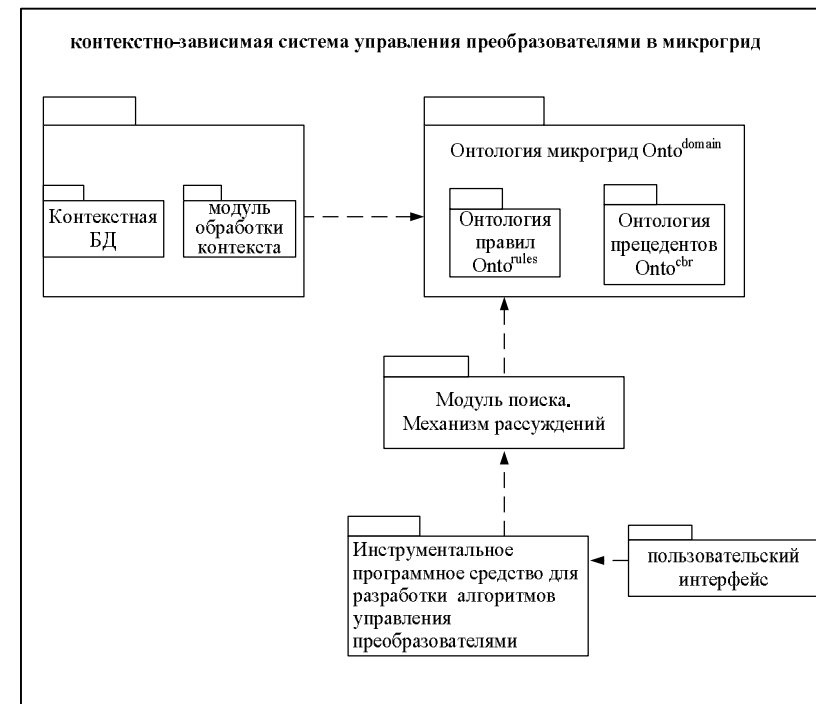 контекстно-зависимая система управления преобразователями в микрогрид
Онтология микрогрид Onto^domain
Контекстная
БД
модуль
обработки
контекста
Онтология
правил
Onto^rules
Онтология
прецедентов
Onto^cbr
Модуль поиска.
Механизм рассуждений
Инструментальное
программное средство для
разработки алгоритмов
управления
преобразователями
пользовательский
интерфейс